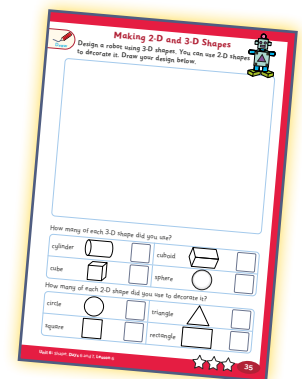 Making 2-D and 3-D Shapes
Draw
Design a robot using 3-D shapes. You can use 2-D shapes
to decorate it. Draw your design below.
How many of each 3-D shape did you use?
cylinder
cuboid
cube
sphere
How many of each 2-D shape did you use to decorate it?
circle
triangle
square
rectangle
35